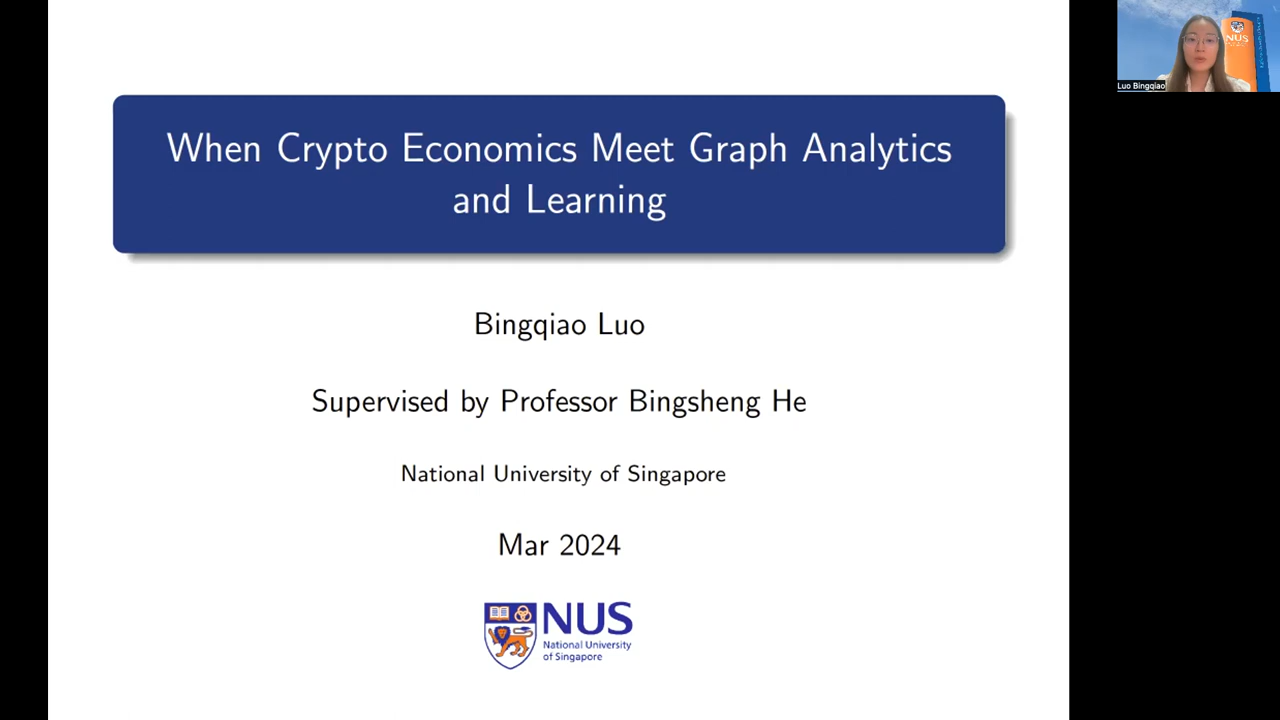 When Crypto Economics Meet Graph Analytics
and Learning
Bingqiao Luo
Supervised by Professor Bingsheng He
National University of Singapore
Mar 2024
NUS
National University
of Singapore
NUS
Luo Bingqiao